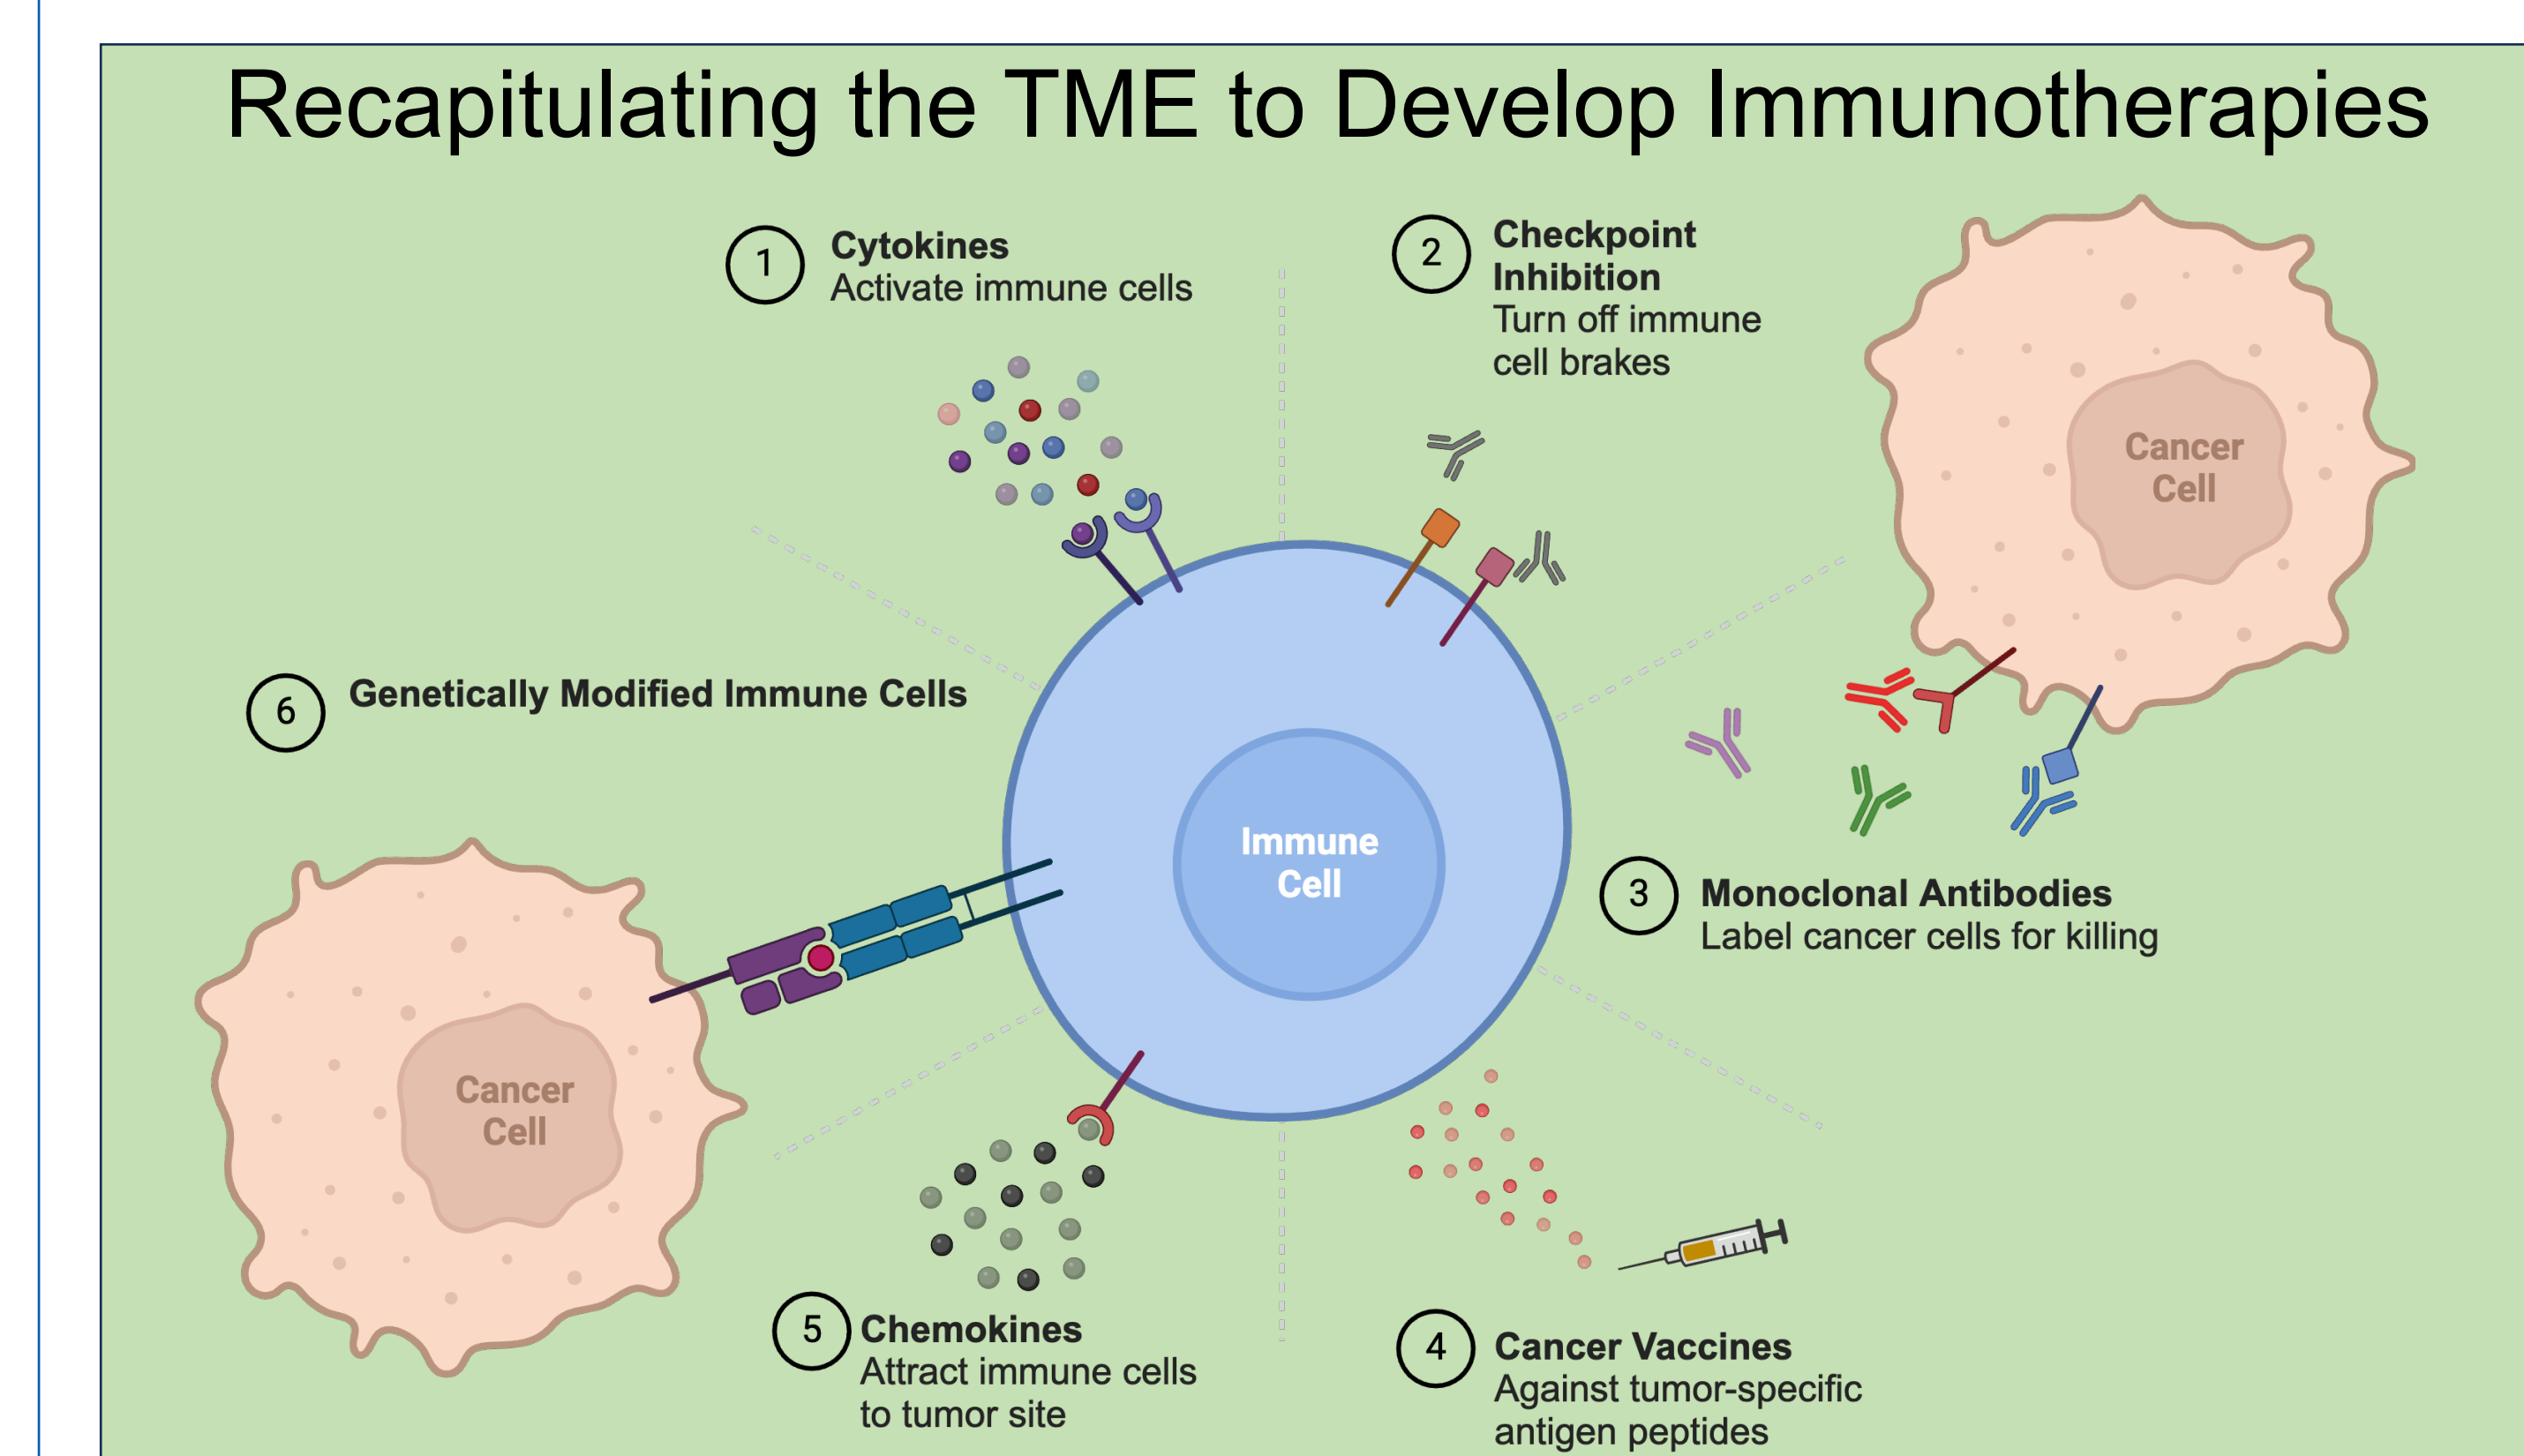 Recapitulating the TME to Develop Immunotherapies
1
Cytokines
Activate immune cells
2
Checkpoint
Inhibition
Turn off immune
cell brakes
Cancer
Cell
6
Genetically Modified Immune Cells
Immune
Cell
3
Monoclonal Antibodies
Label cancer cells for killing
Cancer
Cell
5
Chemokines
Attract immune cells
to tumor site
4
Cancer Vaccines
Against tumor-specific
antigen peptides